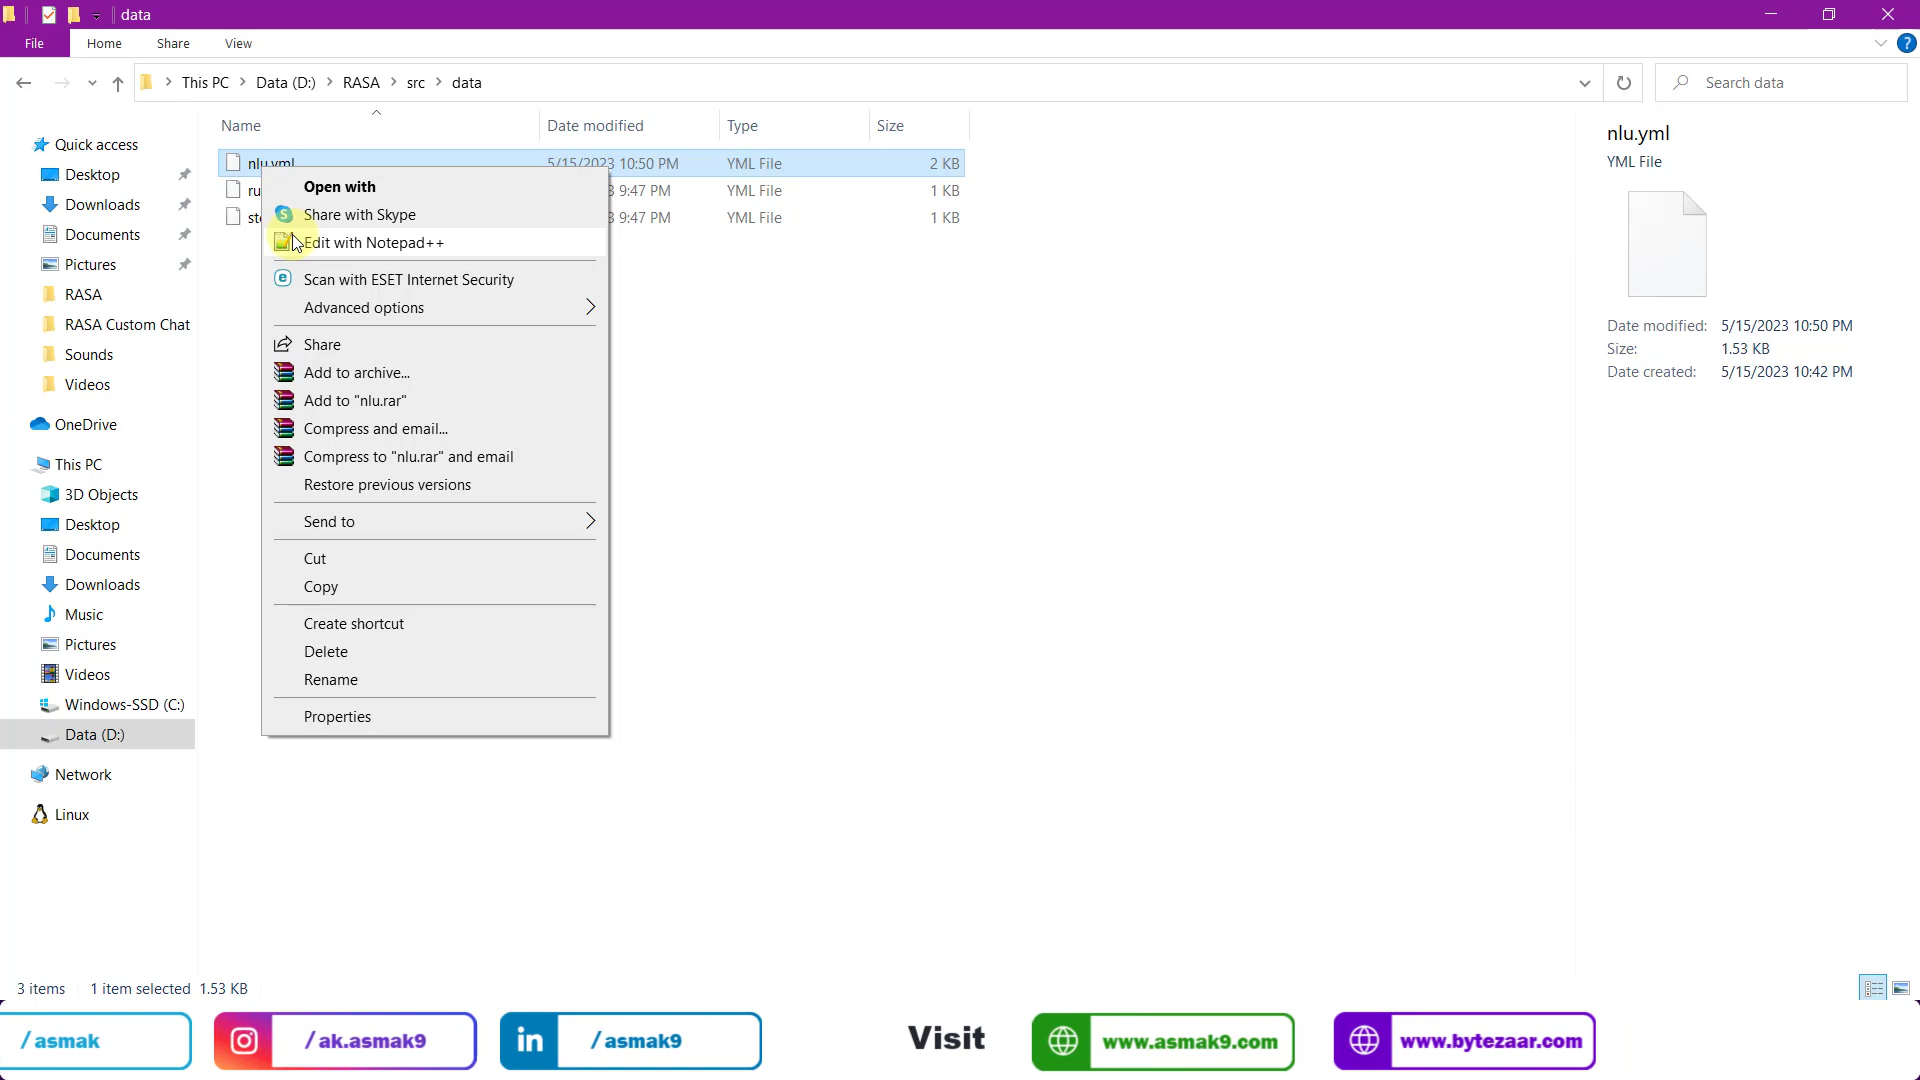 data
File Home Share View
This PC Data (D:) RASA src data
Search data
Name Date modified Type Size
nlu.yml 5/15/2023 10:50 PM YML File 2 KB
9:47 PM YML File 1 KB
9:47 PM YML File 1 KB
Quick access
Desktop
Downloads
Documents
Pictures
RASA
RASA Custom Chat
Sounds
Videos
OneDrive
This PC
3D Objects
Desktop
Documents
Downloads
Music
Pictures
Videos
Windows-SSD (C:)
Data (D:)
Network
Linux
Open with
Share with Skype
Edit with Notepad++
Scan with ESET Internet Security
Advanced options
Share
Add to archive...
Add to "nlu.rar"
Compress and email...
Compress to "nlu.rar" and email
Restore previous versions
Send to
Cut
Copy
Create shortcut
Delete
Rename
Properties
nlu.yml
YML File
Date modified: 5/15/2023 10:50 PM
Size: 1.53 KB
Date created: 5/15/2023 10:42 PM
3 items 1 item selected 1.53 KB
/asmak /ak.asmak9 in /asmak9 Visit www.asmak9.com www.bytezaar.com